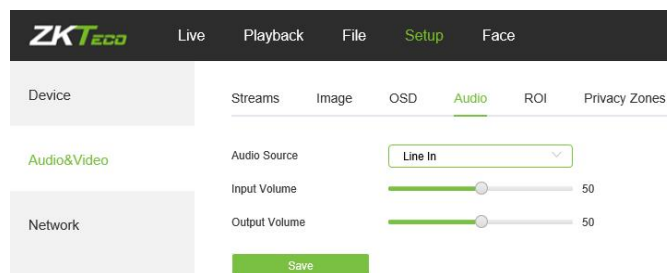 ZKTeco Live Playback File Setup Face
Device
Streams Image OSD Audio ROI Privacy Zones
Audio&Video
Audio Source Line In
Input Volume 50
Network
Output Volume 50
Save